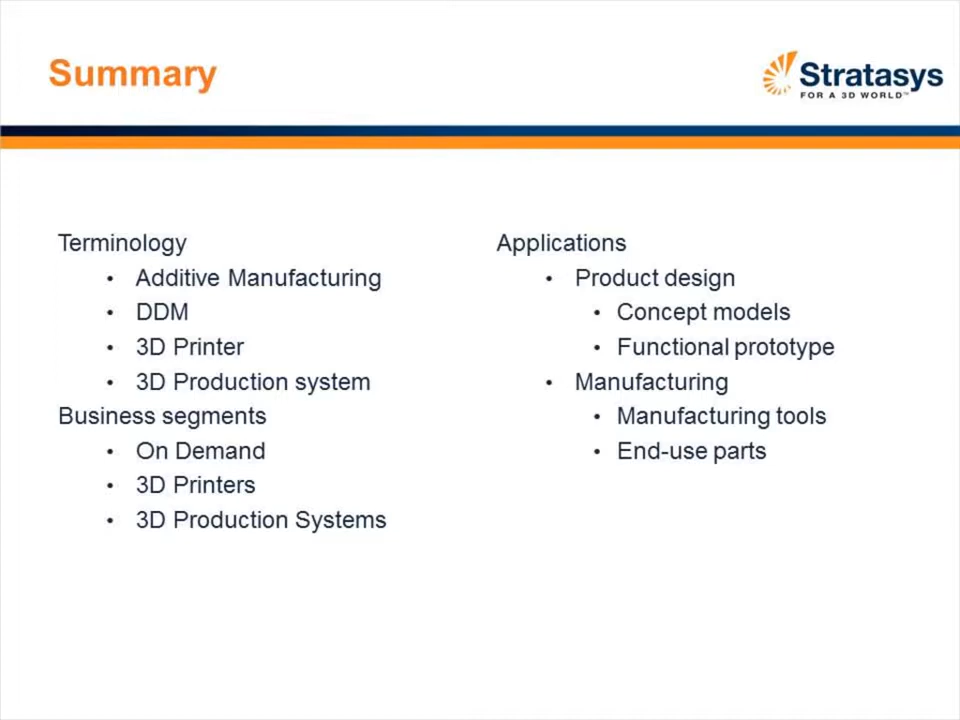 Summary
Stratasys
FOR A 3D WORLD™
Terminology
• Additive Manufacturing
• DDM
• 3D Printer
• 3D Production system
Business segments
• On Demand
• 3D Printers
• 3D Production Systems
Applications
• Product design
• Concept models
• Functional prototype
• Manufacturing
• Manufacturing tools
• End-use parts